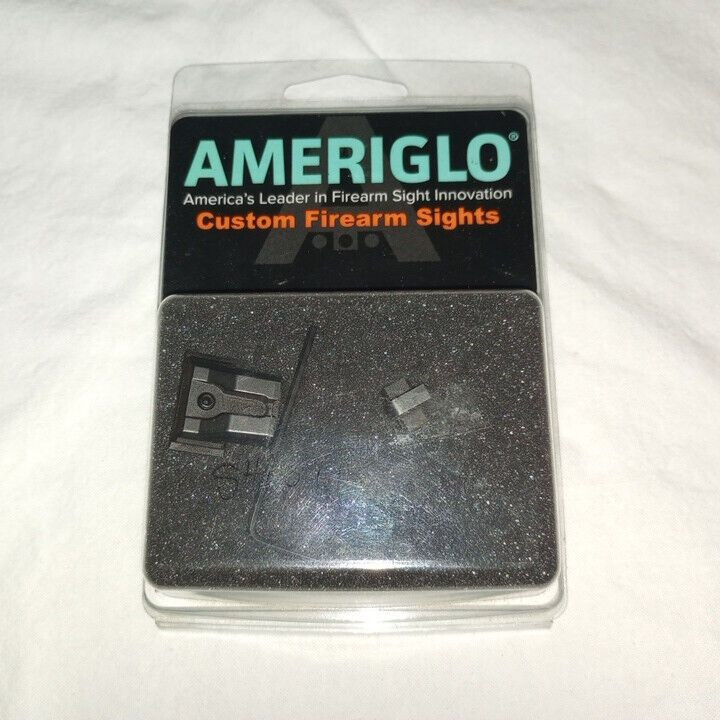 AMERIGLO®
America's Leader in Firearm Sight Innovation
Custom Firearm Sights